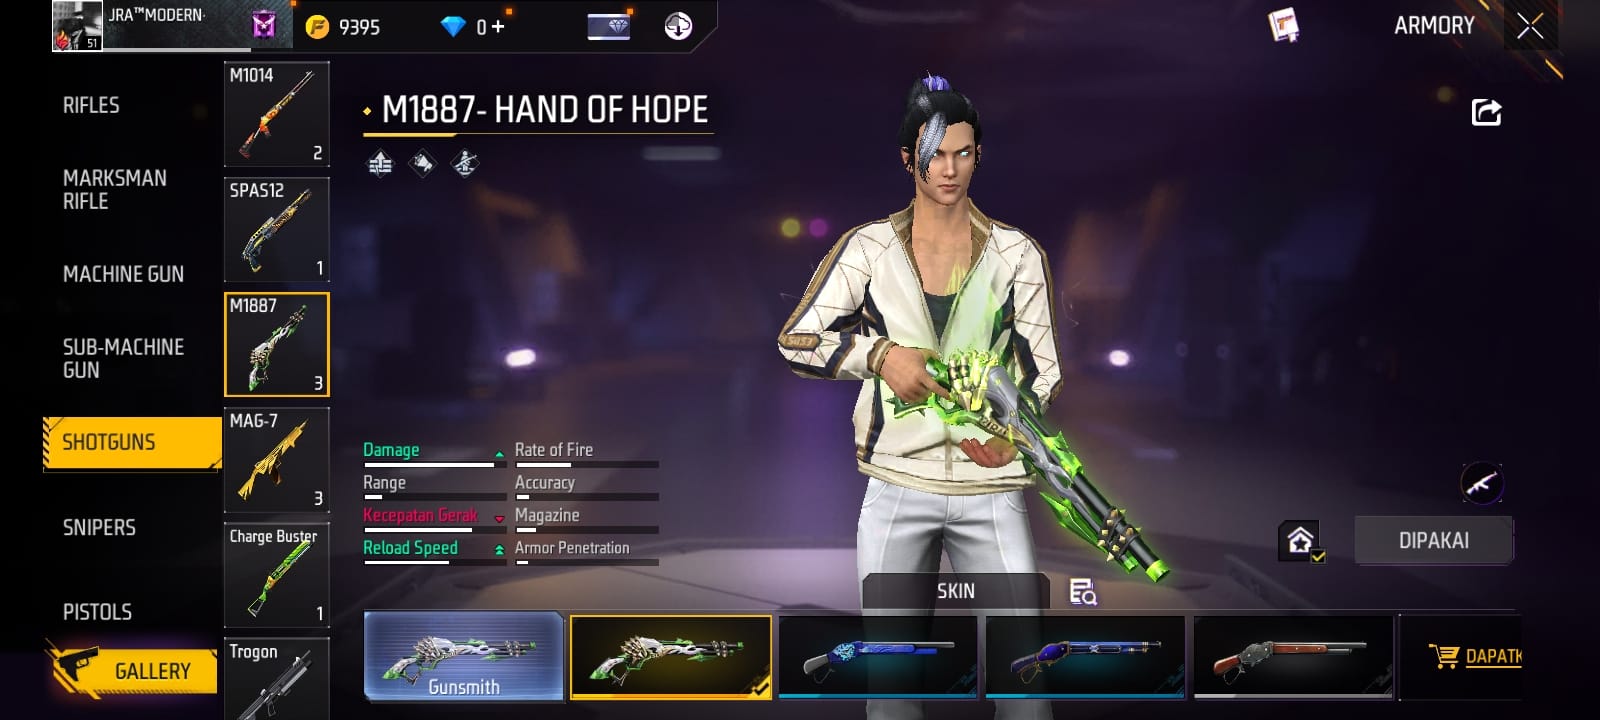 JRA™MODERN·
51
9395
0 +
ARMORY
RIFLES
MARKSMAN
RIFLE
MACHINE GUN
SUB-MACHINE
GUN
SHOTGUNS
SNIPERS
PISTOLS
GALLERY
M1014
2
SPAS12
1
M1887
3
MAG-7
3
Charge Buster
1
Trogon
M1887- HAND OF HOPE
Damage
Rate of Fire
Range
Accuracy
Kecepatan Gerak
Magazine
Reload Speed
Armor Penetration
DIPAKAI
SKIN
Gunsmith
DAPATK